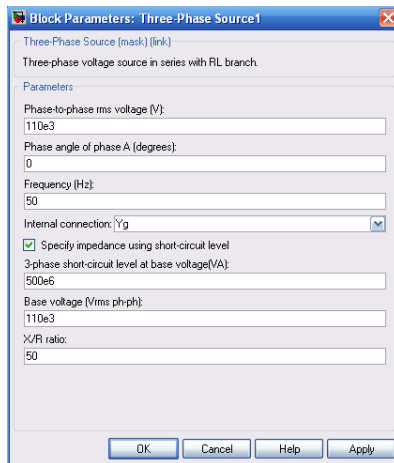 Block Parameters: Three-Phase Source1
Three-Phase Source (mask) (link)
Three-phase voltage source in series with RL branch.
Parameters
Phase-to-phase rms voltage (V):
110e3
Phase angle of phase A (degrees):
0
Frequency (Hz):
50
Internal connection: Yg
Specify impedance using short-circuit level
3-phase short-circuit level at base voltage(VA):
500e6
Base voltage (Vrms ph-ph):
110e3
X/R ratio:
50
OK Cancel Help Apply